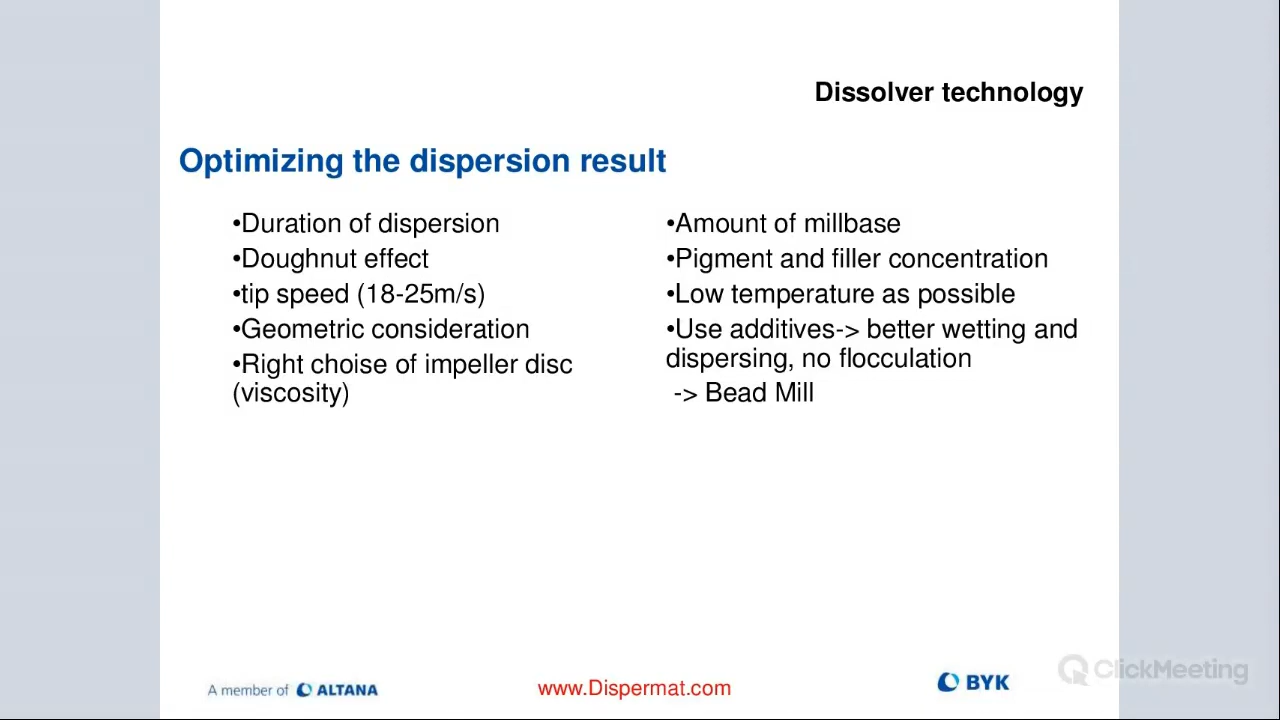 Dissolver technology
Optimizing the dispersion result
•Duration of dispersion
•Doughnut effect
•tip speed (18-25m/s)
•Geometric consideration
•Right choise of impeller disc
(viscosity)
•Amount of millbase
•Pigment and filler concentration
•Low temperature as possible
•Use additives-> better wetting and
dispersing, no flocculation
-> Bead Mill
A member of ALTANA
www.Dispermat.com
BYK
ClickMeeting